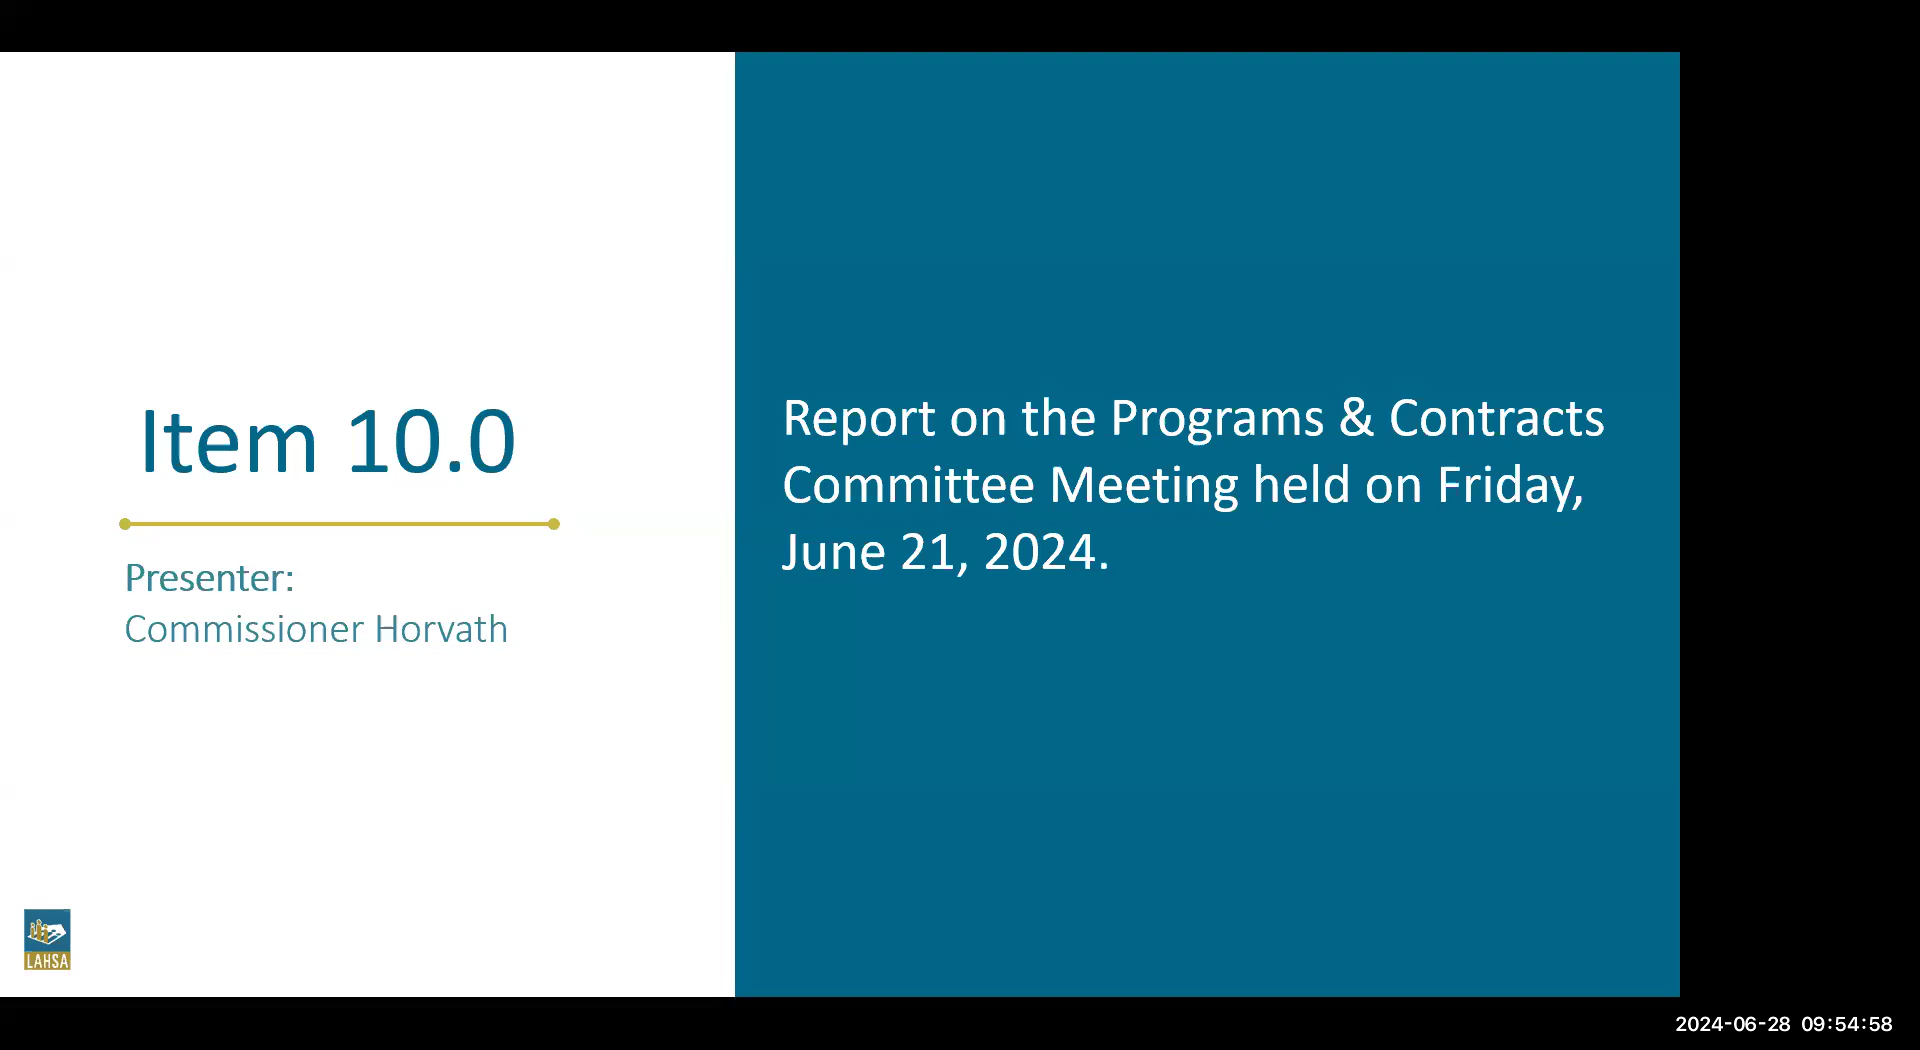 Item 10.0
Presenter:
Commissioner Horvath
Report on the Programs & Contracts
Committee Meeting held on Friday,
June 21, 2024.
LAHSA
2024-06-28 09:54:58